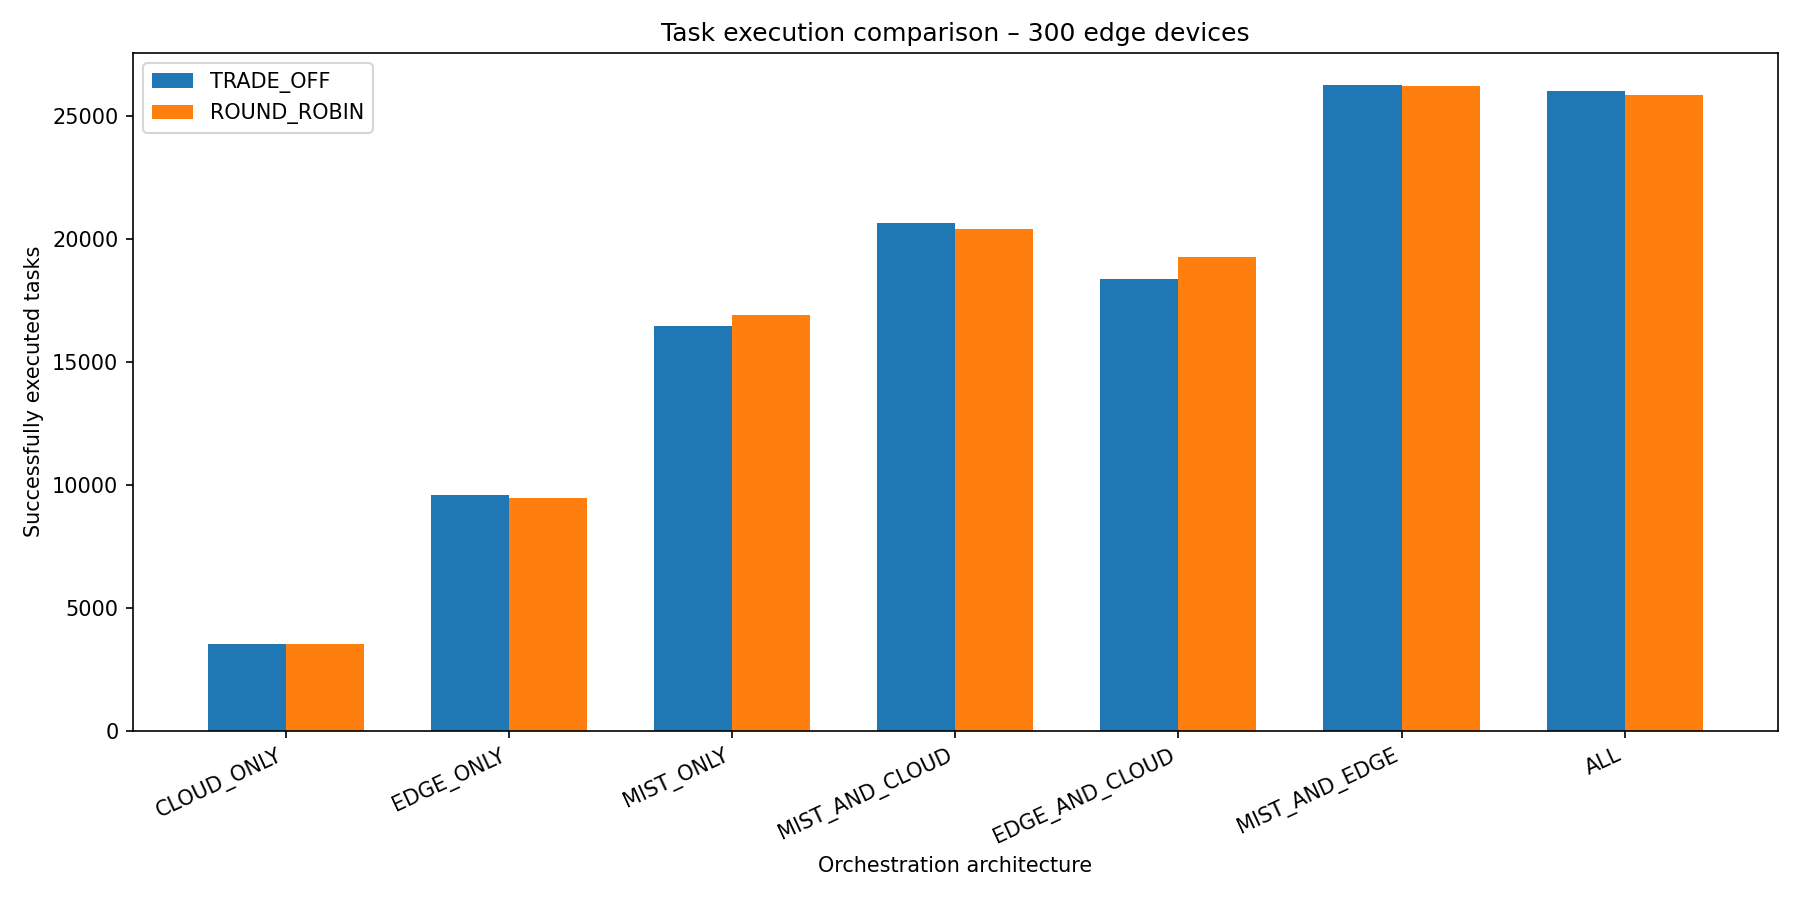 Task execution comparison – 300 edge devices
TRADE_OFF
ROUND_ROBIN
Successfully executed tasks
25000
20000
15000
10000
5000
0
CLOUD_ONLY
EDGE_ONLY
MIST_ONLY
MIST_AND_CLOUD
EDGE_AND_CLOUD
MIST_AND_EDGE
ALL
Orchestration architecture